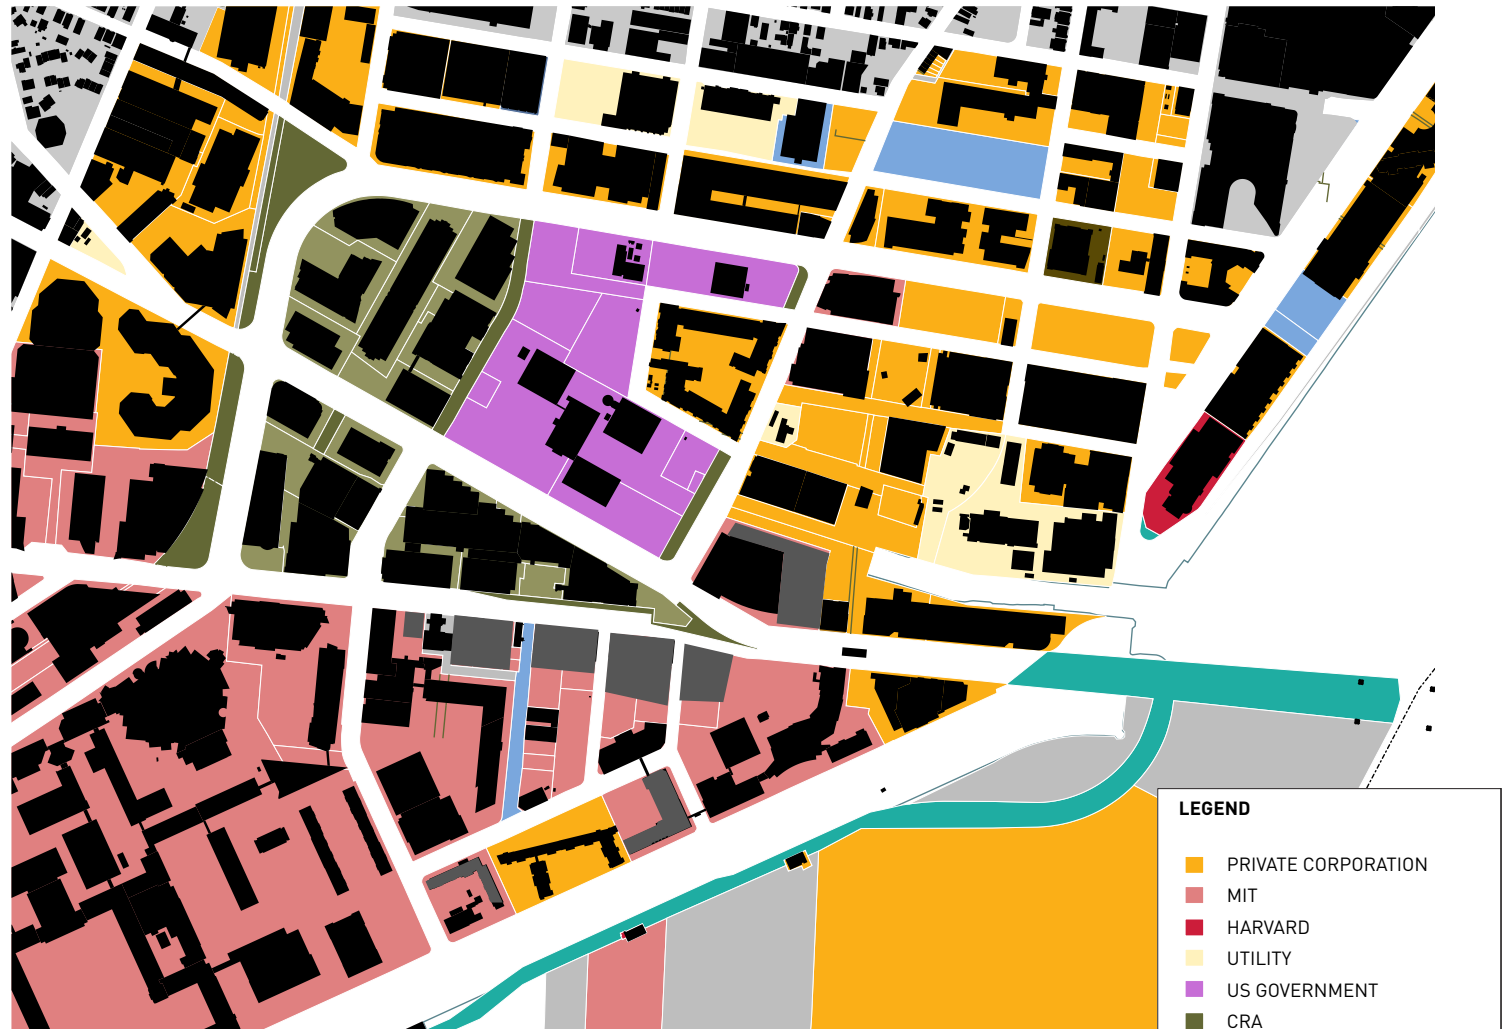 LEGEND
PRIVATE CORPORATION
MIT
HARVARD
UTILITY
US GOVERNMENT
CRA